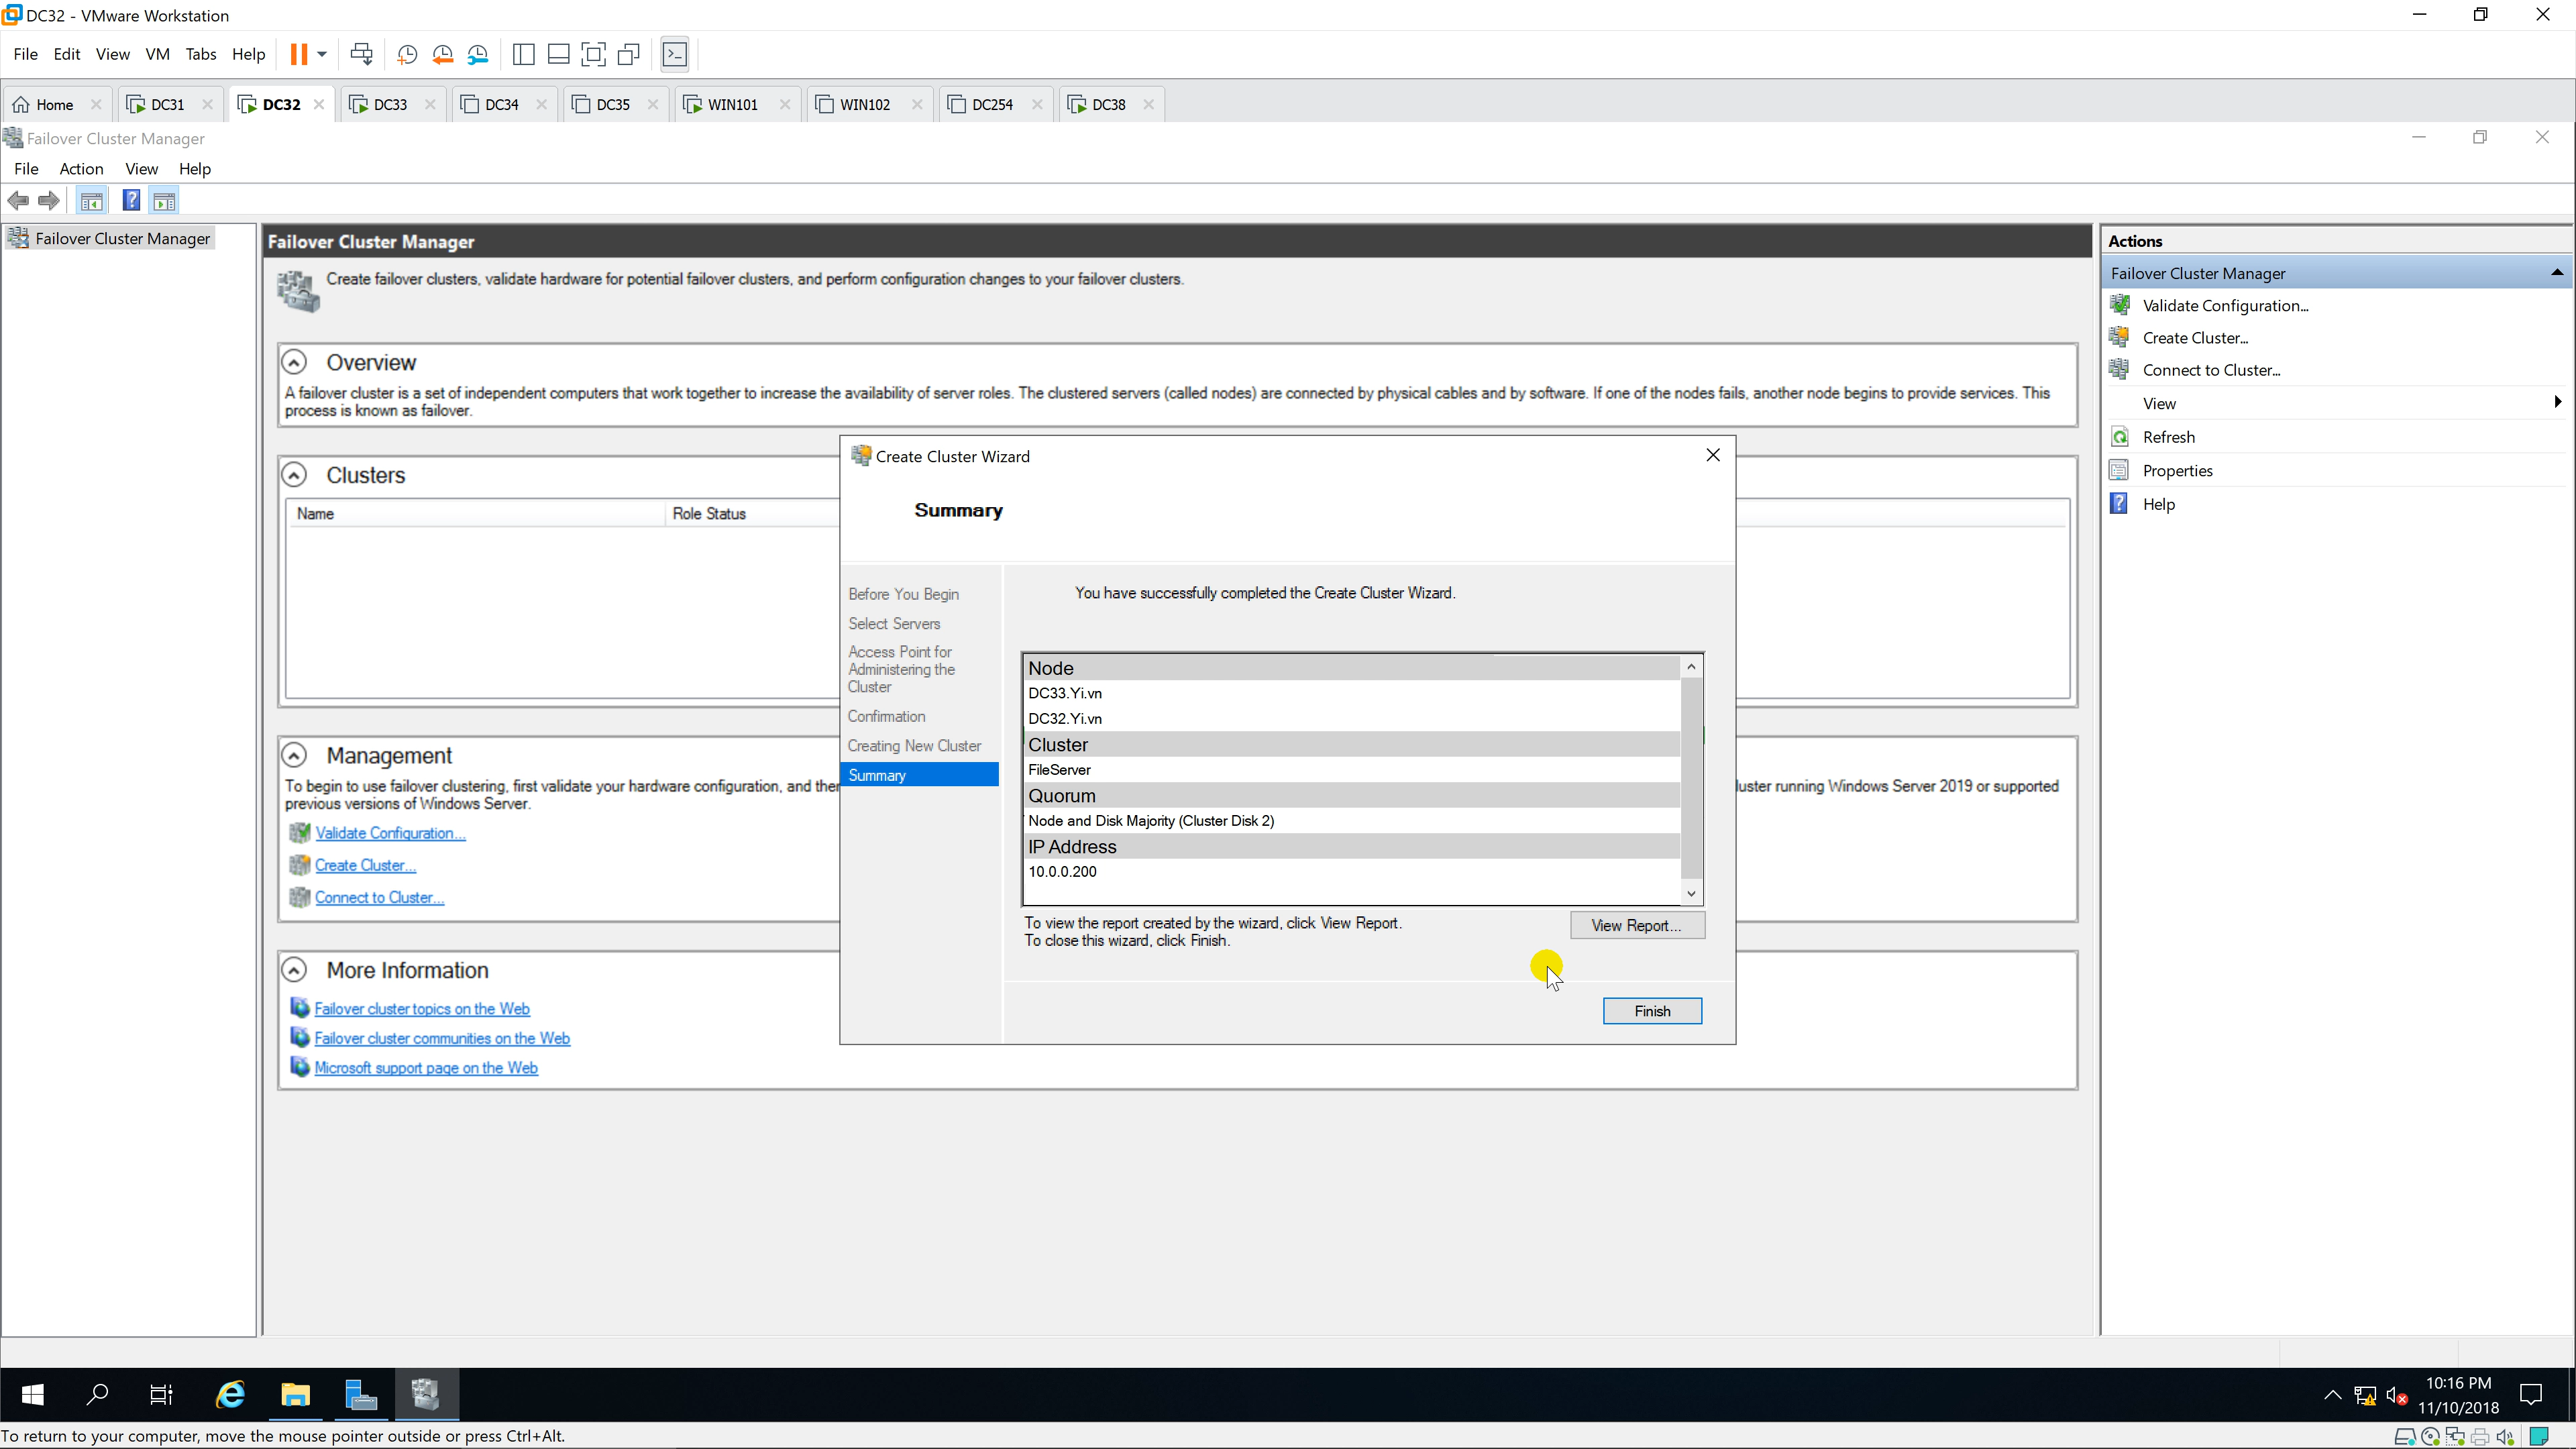 DC32 - VMware Workstation
File Edit View VM Tabs Help
Home DC31 DC32 DC33 DC34 DC35 WIN101 WIN102 DC254 DC38
Failover Cluster Manager
File Action View Help
Failover Cluster Manager
Failover Cluster Manager
Create failover clusters, validate hardware for potential failover clusters, and perform configuration changes to your failover clusters.
Overview
A failover cluster is a set of independent computers that work together to increase the availability of server roles. The clustered servers (called nodes) are connected by physical cables and by software. If one of the nodes fails, another node begins to provide services. This
process is known as failover.
Clusters
Name Role Status
Management
To begin to use failover clustering, first validate your hardware configuration, and then
luster running Windows Server 2019 or supported
previous versions of Windows Server.
Validate Configuration...
Create Cluster...
Connect to Cluster...
More Information
Failover cluster topics on the Web
Failover cluster communities on the Web
Microsoft support page on the Web
Create Cluster Wizard
Summary
Before You Begin
Select Servers
Access Point for
Administering the
Cluster
Confirmation
Creating New Cluster
Summary
You have successfully completed the Create Cluster Wizard.
Node
DC33.Yi.vn
DC32.Yi.vn
Cluster
FileServer
Quorum
Node and Disk Majority (Cluster Disk 2)
IP Address
10.0.0.200
To view the report created by the wizard, click View Report.
To close this wizard, click Finish.
View Report...
Finish
Actions
Failover Cluster Manager
Validate Configuration...
Create Cluster...
Connect to Cluster...
View
Refresh
Properties
Help
10:16 PM
11/10/2018
To return to your computer, move the mouse pointer outside or press Ctrl+Alt.